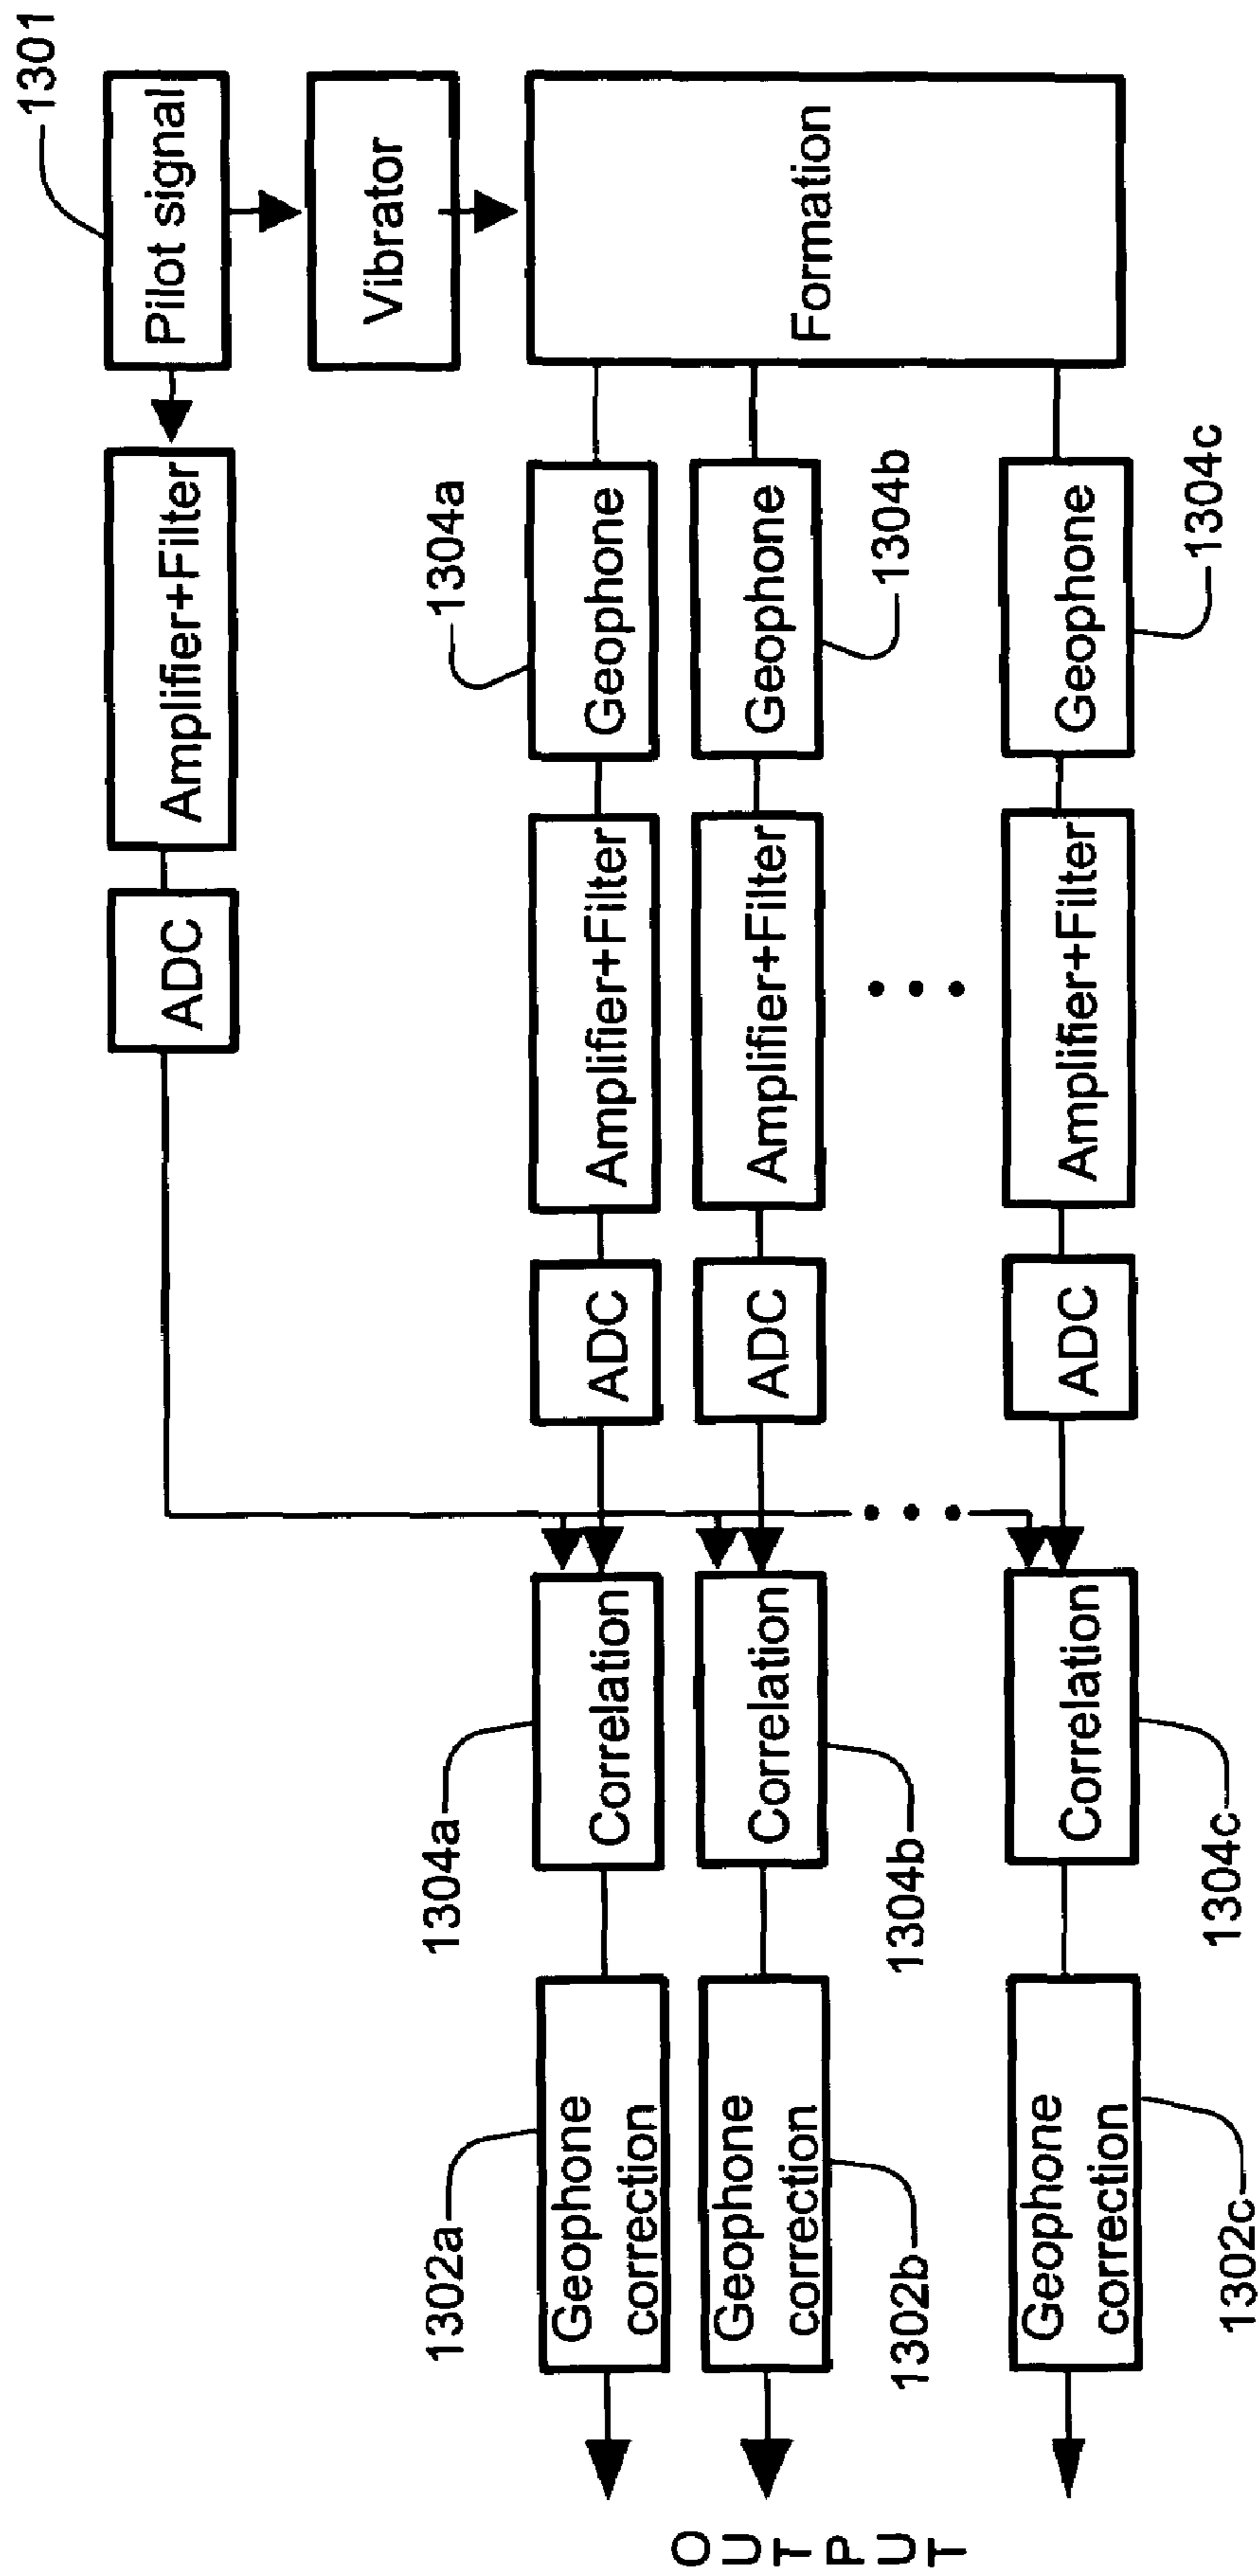 1301
Pilot signal
Vibrator
Formation
Amplifier+Filter
ADC
1304a
Geophone
Amplifier+Filter
ADC
1304a
Correlation
1302a
Geophone
correction
Geophone
1304b
Amplifier+Filter
ADC
Correlation
1304b
Geophone
correction
1302b
Geophone
1304c
Amplifier+Filter
ADC
Correlation
1304c
Geophone
correction
1302c
OUTPUT